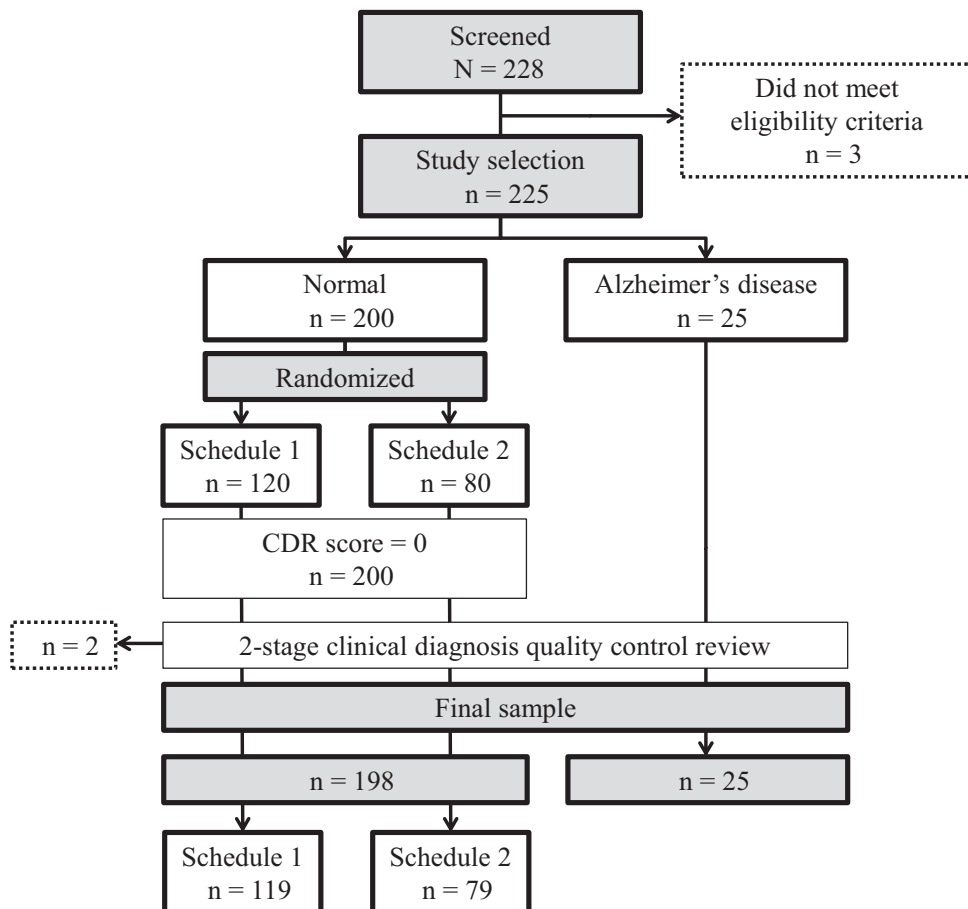 Screened
N = 228
Did not meet
eligibility criteria
n = 3
Study selection
n = 225
Normal
n = 200
Alzheimer’s disease
n = 25
Randomized
Schedule 1
n = 120
Schedule 2
n = 80
CDR score = 0
n = 200
n = 2
2-stage clinical diagnosis quality control review
Final sample
n = 198
n = 25
Schedule 1
n = 119
Schedule 2
n = 79